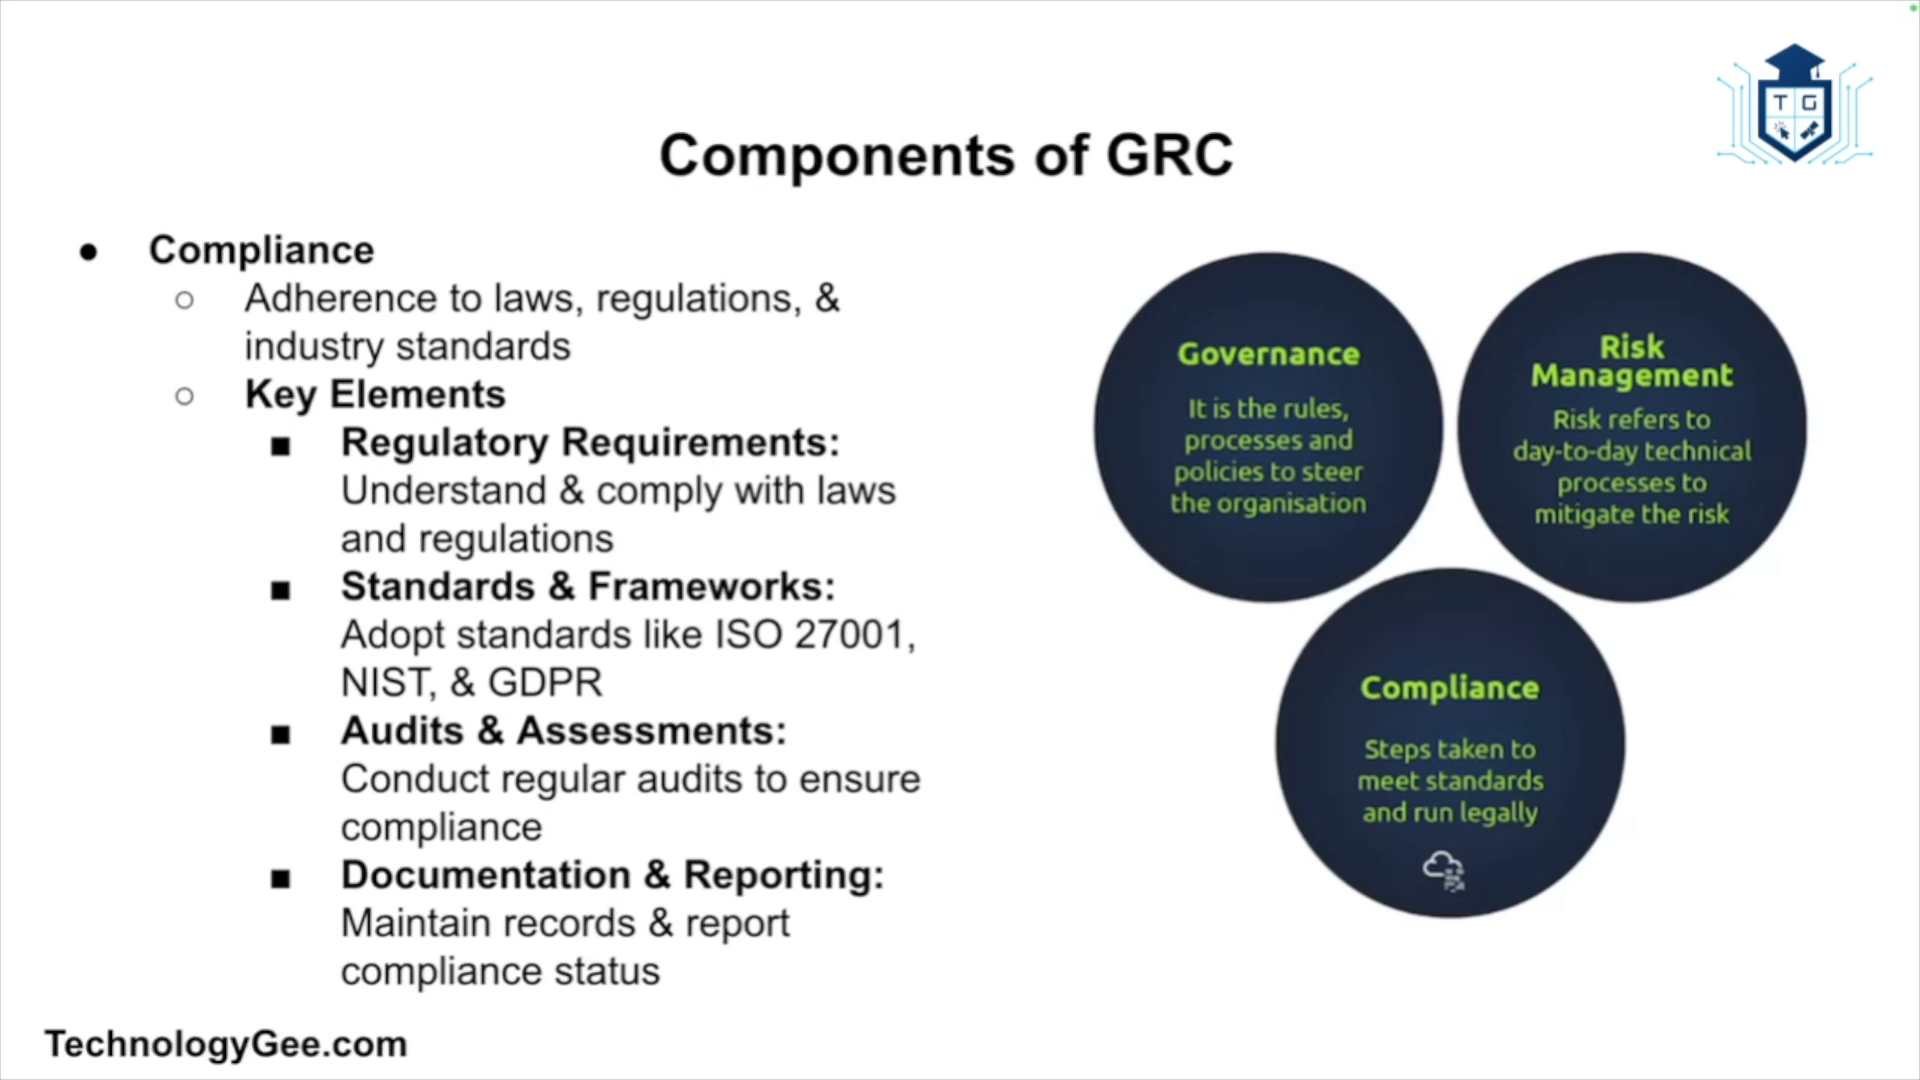 T G
Components of GRC
● Compliance
○ Adherence to laws, regulations, &
industry standards
○ Key Elements
■ Regulatory Requirements:
Understand & comply with laws
and regulations
■ Standards & Frameworks:
Adopt standards like ISO 27001,
NIST, & GDPR
■ Audits & Assessments:
Conduct regular audits to ensure
compliance
■ Documentation & Reporting:
Maintain records & report
compliance status
Governance
It is the rules,
processes and
policies to steer
the organisation
Risk
Management
Risk refers to
day-to-day technical
processes to
mitigate the risk
Compliance
Steps taken to
meet standards
and run legally
TechnologyGee.com